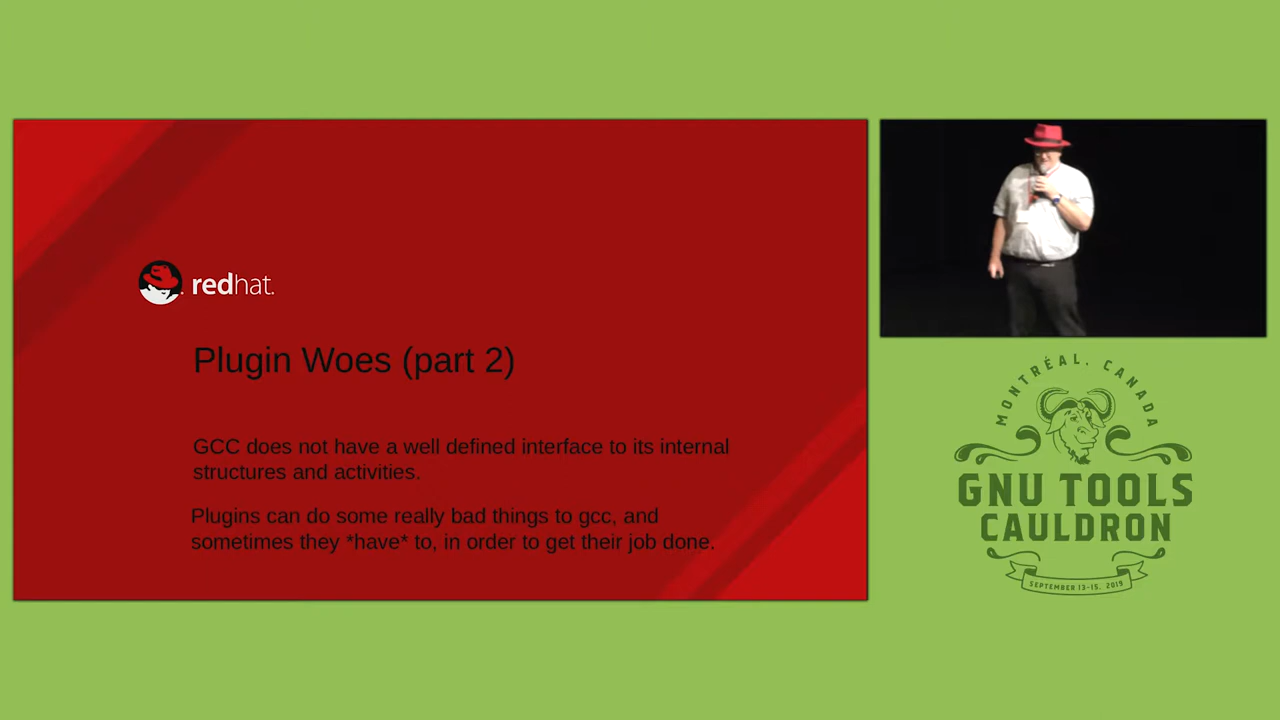 redhat.
Plugin Woes (part 2)
GCC does not have a well defined interface to its internal
structures and activities.
Plugins can do some really bad things to gcc, and
sometimes they *have* to, in order to get their job done.
MONTRÉAL, CANADA
GNU TOOLS
CAULDRON
SEPTEMBER 13-15, 2019